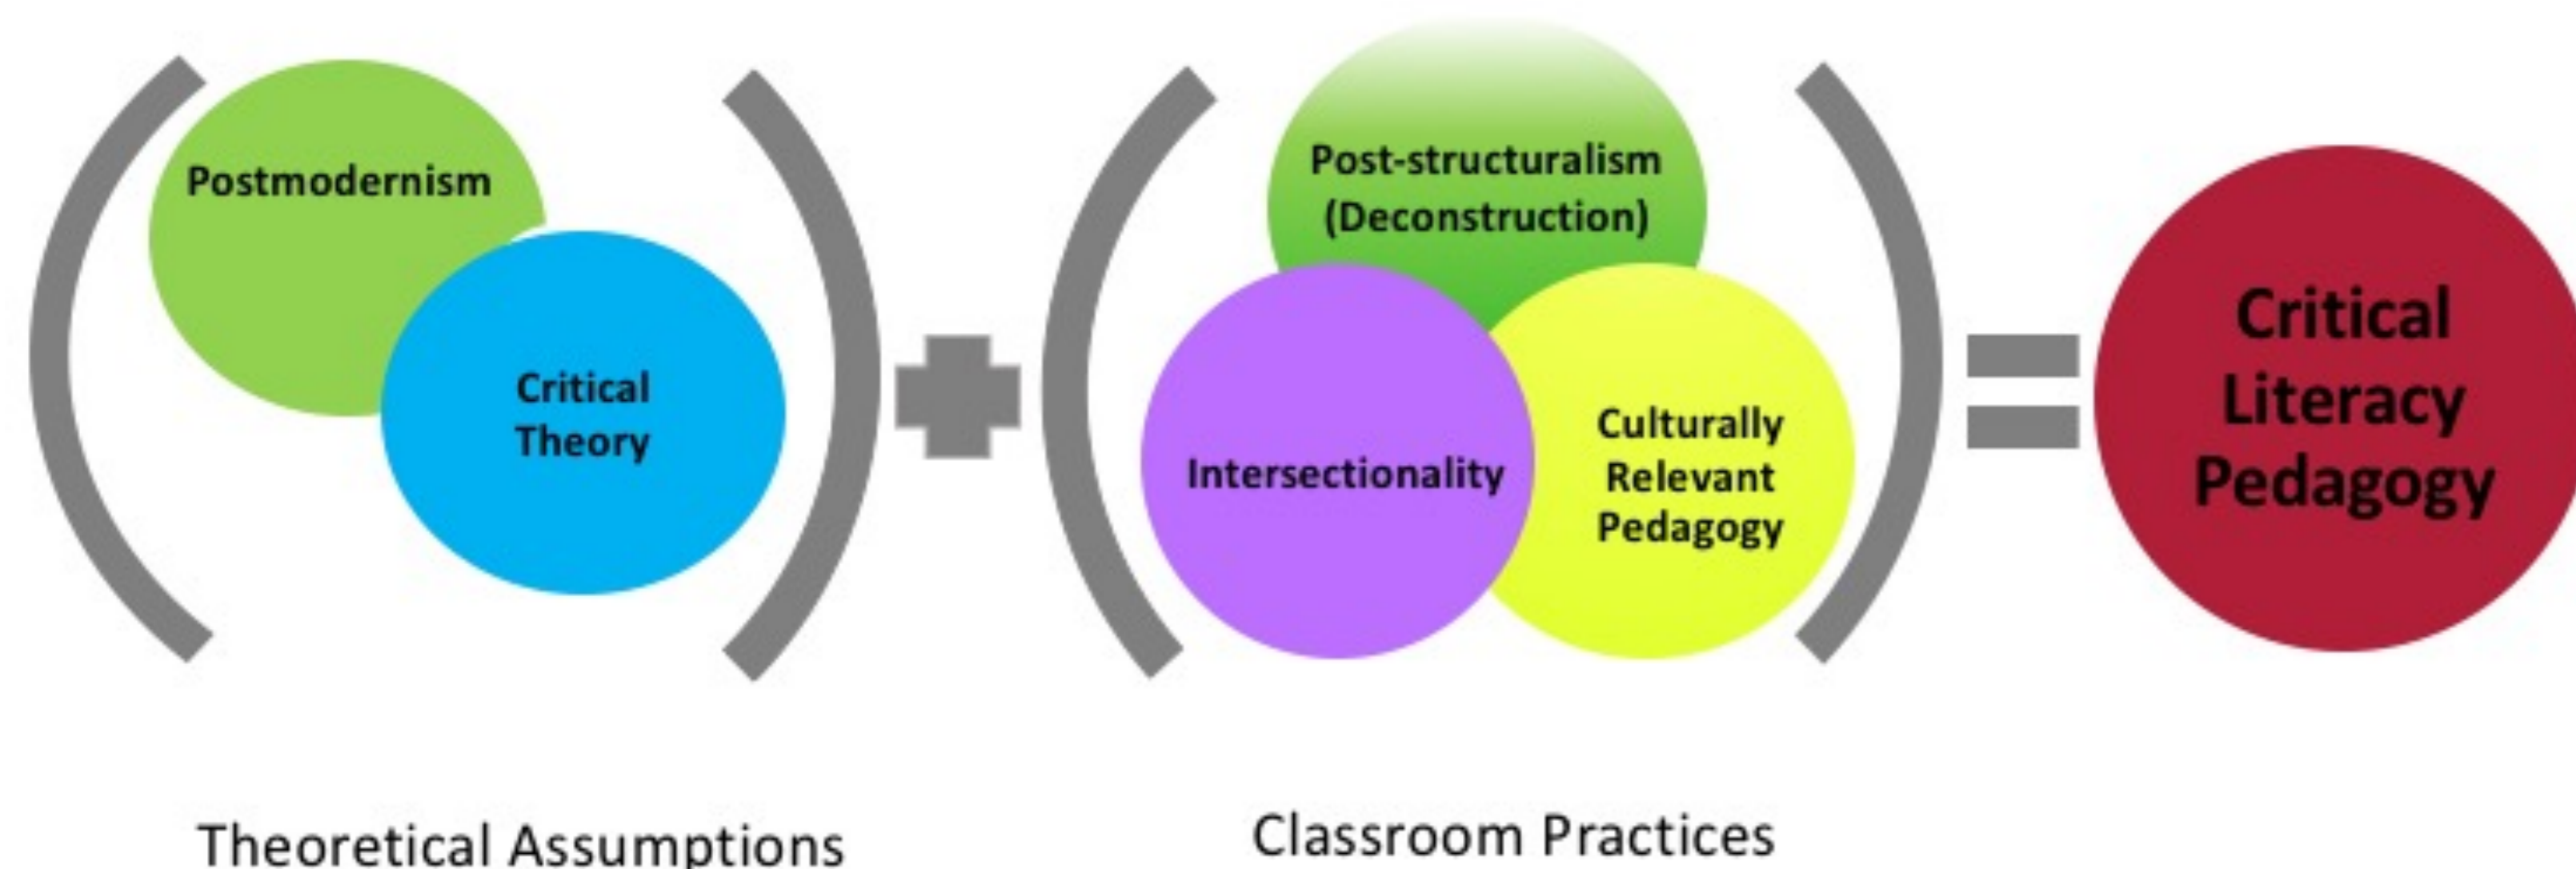 Postmodernism
Critical
Theory
Post-structuralism
(Deconstruction)
Intersectionality
Culturally
Relevant
Pedagogy
Critical
Literacy
Pedagogy
Theoretical Assumptions
Classroom Practices